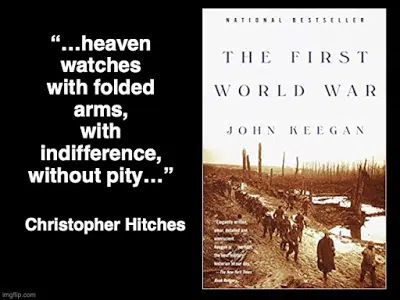 “...heaven
watches
with folded
arms,
with
indifference,
without pity...”
Christopher Hitches
NATIONAL BESTSELLER
THE FIRST
WORLD WAR
JOHN KEEGAN
imgflip.com